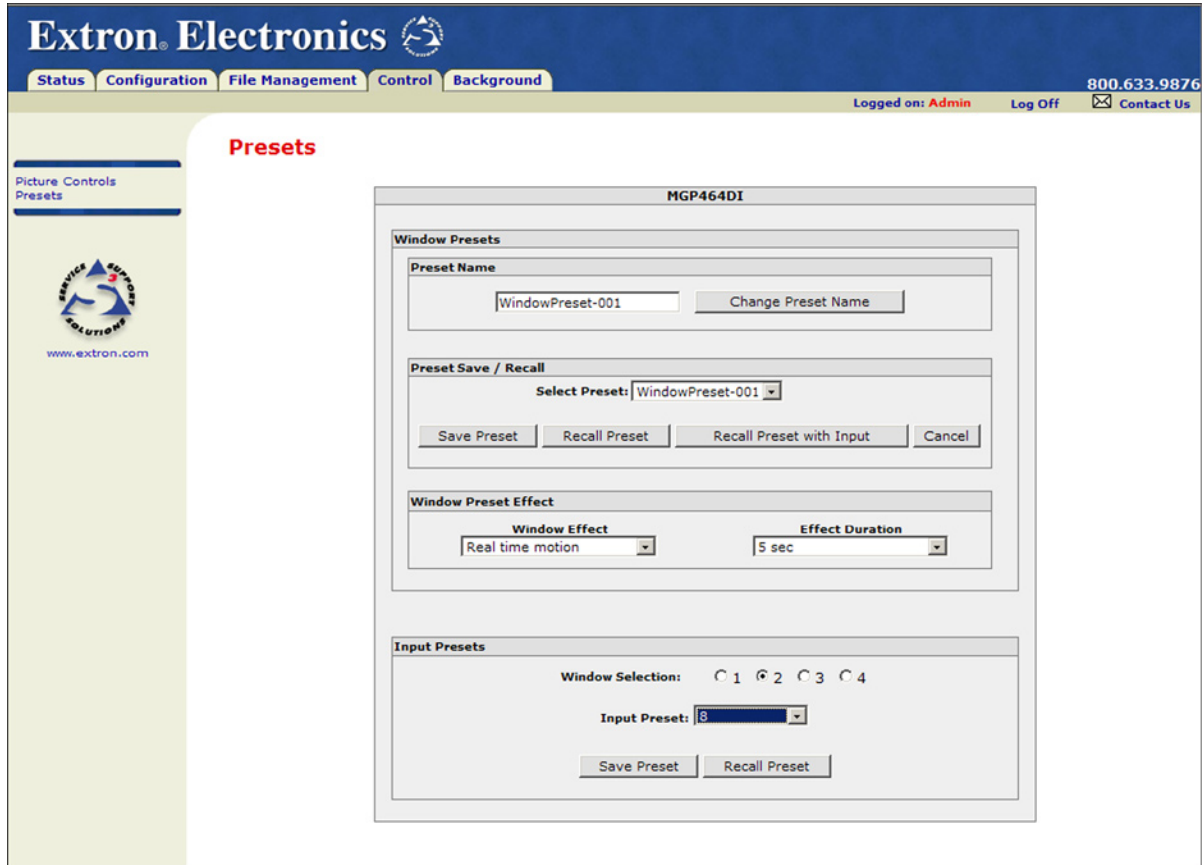 Extron® Electronics
Status Configuration File Management Control Background
800.633.9876
Logged on: Admin Log Off Contact Us
Presets
Picture Controls
Presets
SERVICE SUPPORT SOLUTIONS
3
www.extron.com
MGP464DI
Window Presets
Preset Name
WindowPreset-001 Change Preset Name
Preset Save / Recall
Select Preset: WindowPreset-001
Save Preset Recall Preset Recall Preset with Input Cancel
Window Preset Effect
Window Effect Effect Duration
Real time motion 5 sec
Input Presets
Window Selection: 1 2 3 4
Input Preset: 8
Save Preset Recall Preset